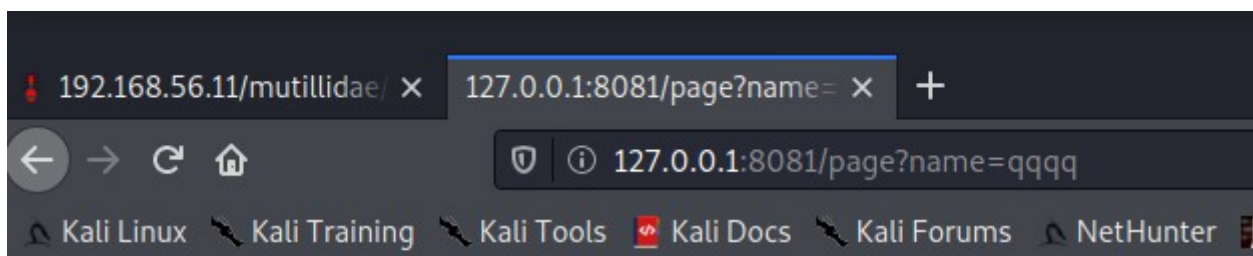 192.168.56.11/mutillidae/ × 127.0.0.1:8081/page?name= × +
127.0.0.1:8081/page?name=qqqq
Kali Linux Kali Training Kali Tools Kali Docs Kali Forums NetHunter